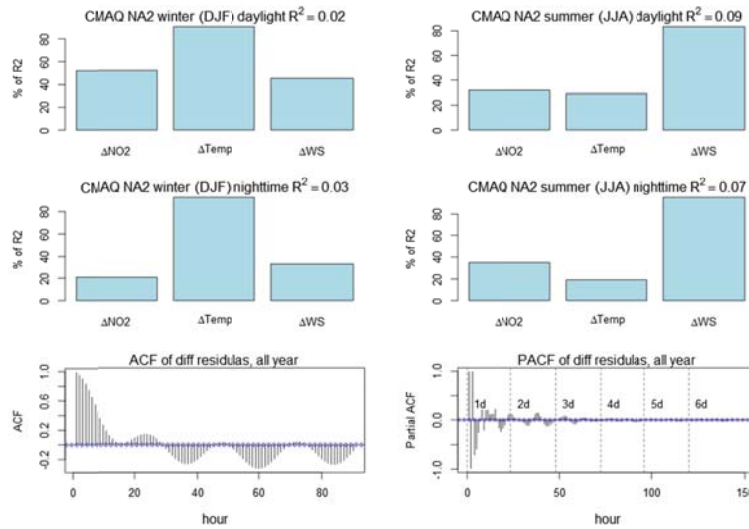 CMAQ NA2 winter (DJF) daylight R² = 0.02
% of R2
0 20 40 60 80
ΔNO2 ΔTemp ΔWS
CMAQ NA2 summer (JJA) daylight R² = 0.09
% of R2
0 20 40 60 80
ΔNO2 ΔTemp ΔWS
CMAQ NA2 winter (DJF) nighttime R² = 0.03
% of R2
0 20 40 60 80
ΔNO2 ΔTemp ΔWS
CMAQ NA2 summer (JJA) nighttime R² = 0.07
% of R2
0 20 40 60 80
ΔNO2 ΔTemp ΔWS
ACF of diff residulas, all year
ACF
-0.2 0.2 0.6 1.0
0 20 40 60 80
hour
PACF of diff residulas, all year
Partial ACF
-1.0 0.0 1.0
1d 2d 3d 4d 5d 6d
0 50 100 150
hour